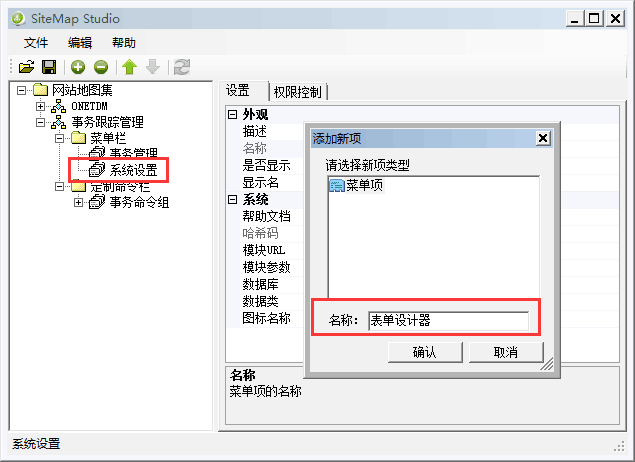 SiteMap Studio
文件 编辑 帮助
网站地图集
ONETDM
事务跟踪管理
菜单栏
事务管理
系统设置
定制命令栏
事务命令组
设置 权限控制
外观
描述
名称
是否显示
显示名
系统
帮助文档
哈希码
模块URL
模块参数
数据库
数据类
图标名称
添加新项
请选择新项类型
菜单项
名称： 表单设计器
确认 取消
名称
菜单项的名称
系统设置